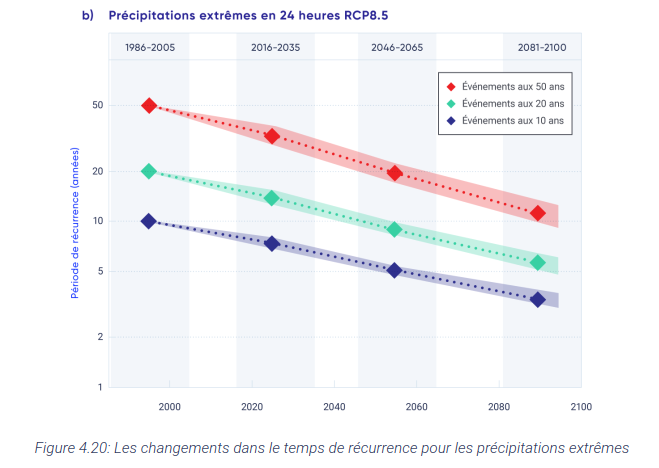 b) Précipitations extrêmes en 24 heures RCP8.5
1986-2005 2016-2035 2046-2065 2081-2100
Événements aux 50 ans
Événements aux 20 ans
Événements aux 10 ans
Période de récurrence (années)
50
20
10
5
2
1
2000 2020 2040 2060 2080 2100
Figure 4.20: Les changements dans le temps de récurrence pour les précipitations extrêmes